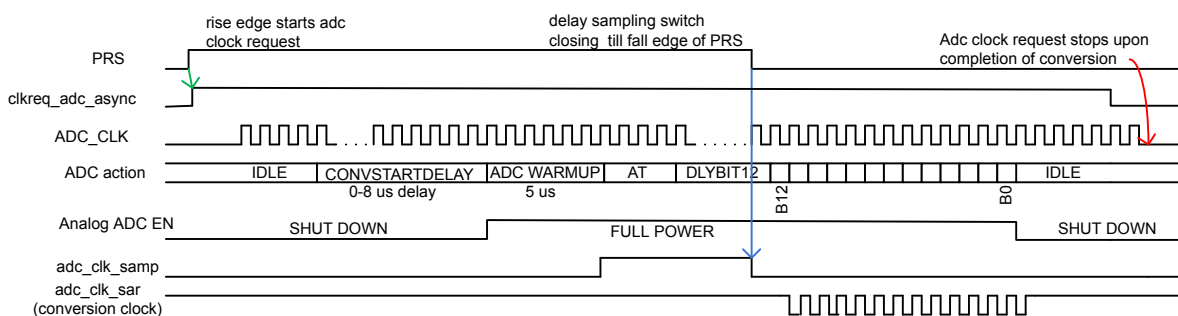 rise edge starts adc
clock request
delay sampling switch
closing till fall edge of PRS
Adc clock request stops upon
completion of conversion
PRS
clkreq_adc_async
ADC_CLK
ADC action
IDLE
CONVSTARTDELAY
ADC WARMUP
AT
DLYBIT12
B12
B0
IDLE
0-8 us delay
5 us
Analog ADC EN
SHUT DOWN
FULL POWER
SHUT DOWN
adc_clk_samp
adc_clk_sar
(conversion clock)